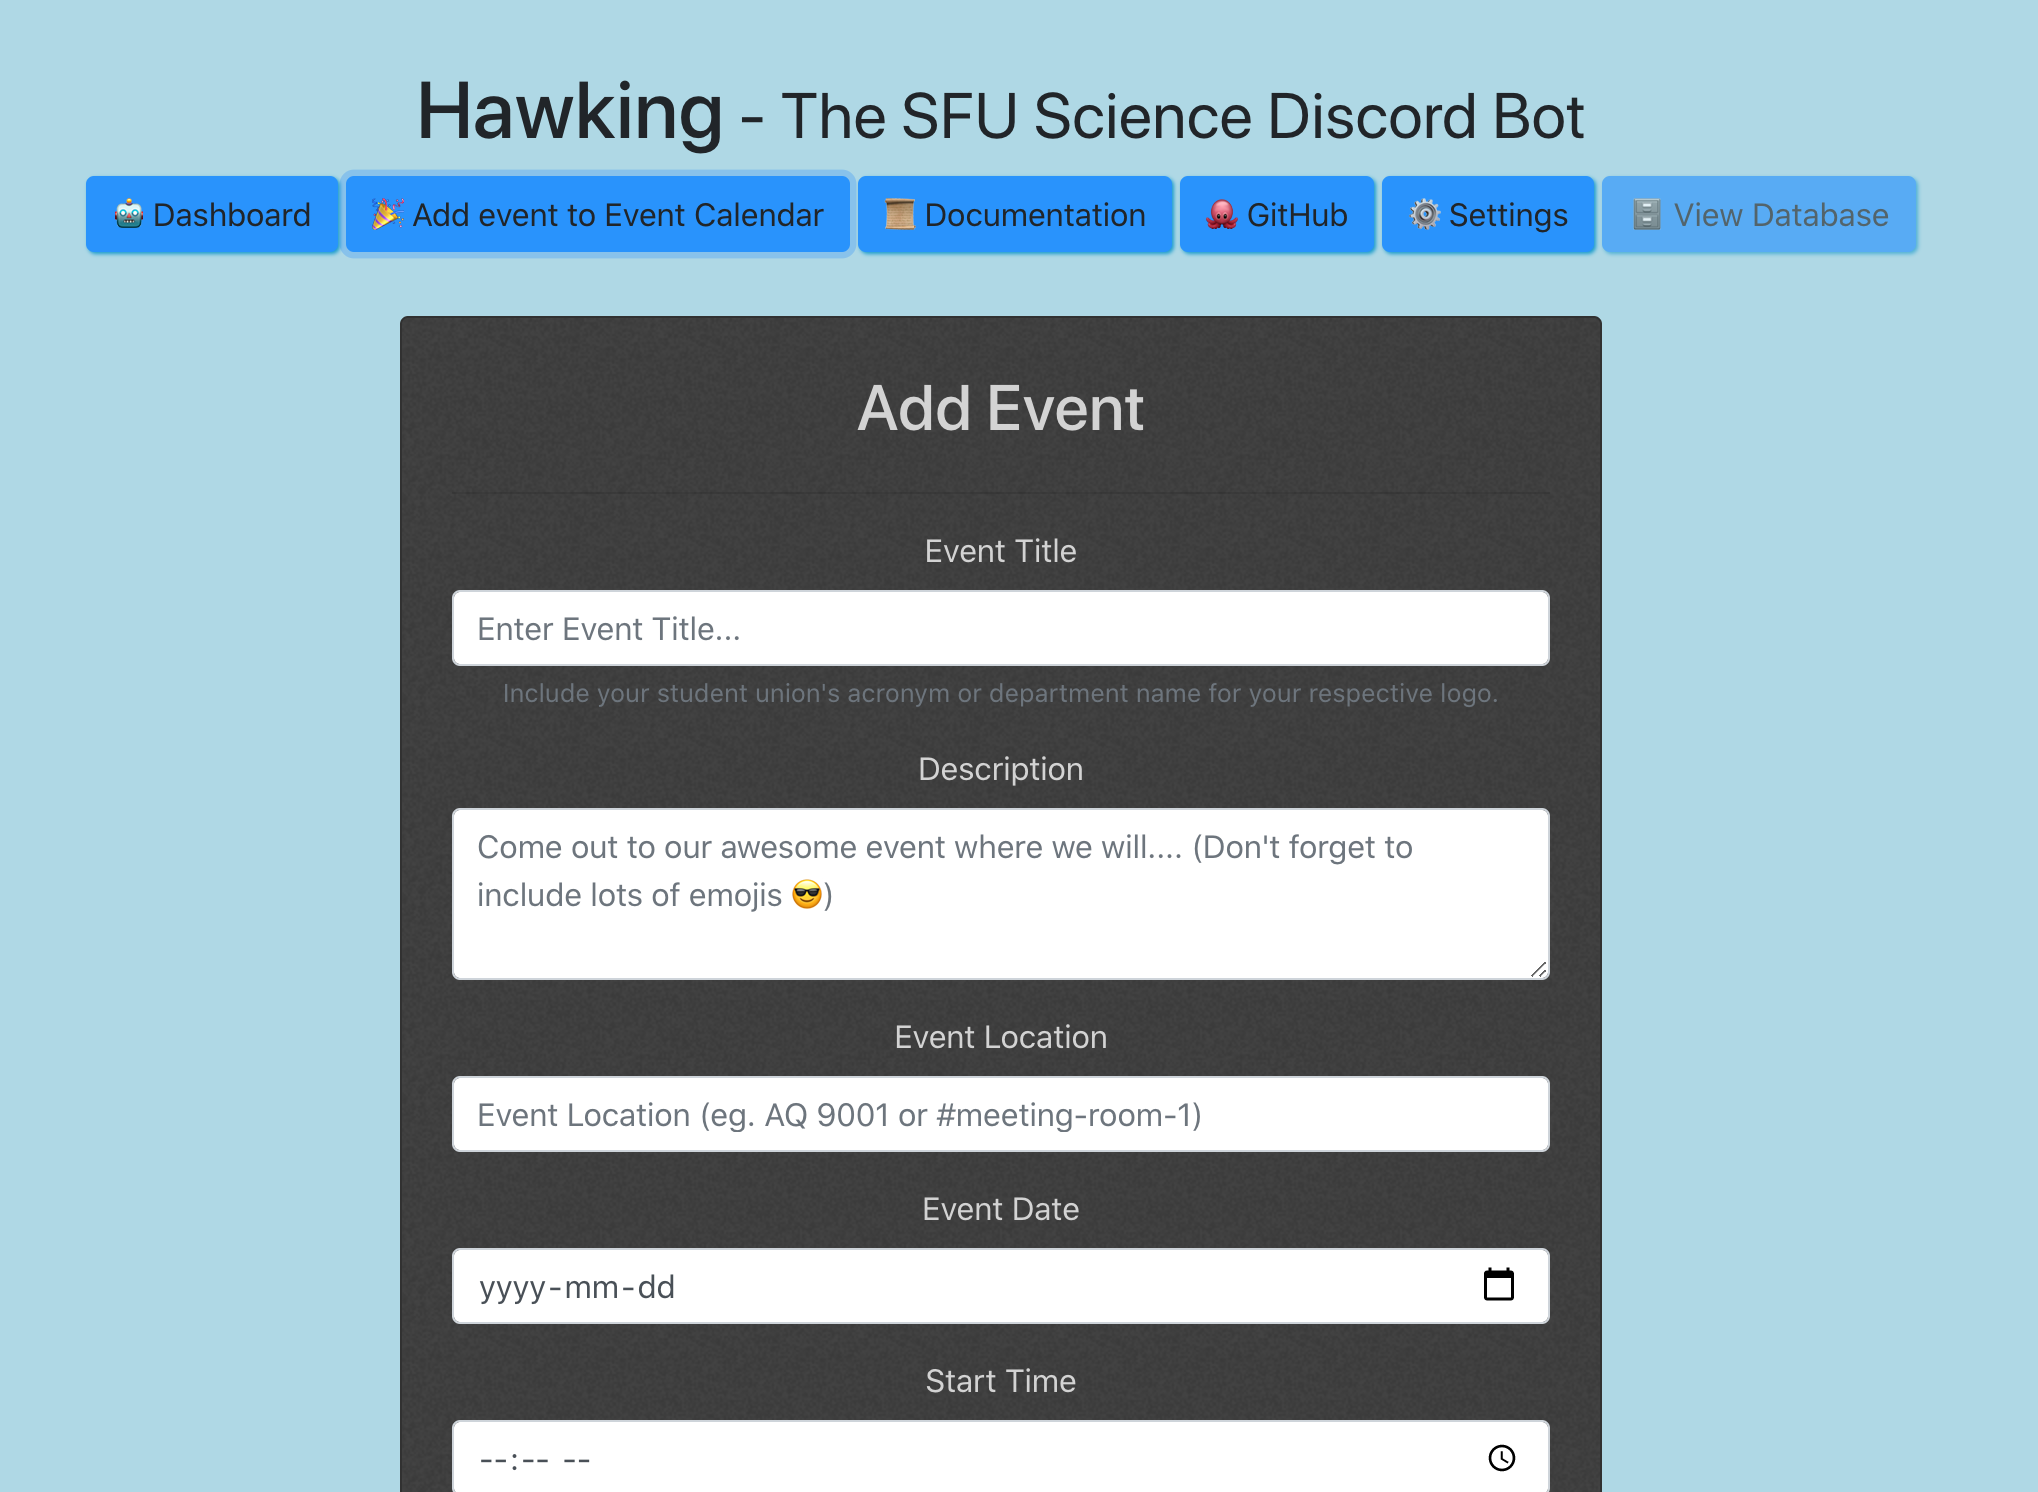 Hawking - The SFU Science Discord Bot
🤖 Dashboard 🎉 Add event to Event Calendar 📜 Documentation 🐙 GitHub ⚙️ Settings 🗄️ View Database
Add Event
Event Title
Enter Event Title...
Include your student union's acronym or department name for your respective logo.
Description
Come out to our awesome event where we will.... (Don't forget to
include lots of emojis 😎)
Event Location
Event Location (eg. AQ 9001 or #meeting-room-1)
Event Date
yyyy-mm-dd
Start Time
--:-- --